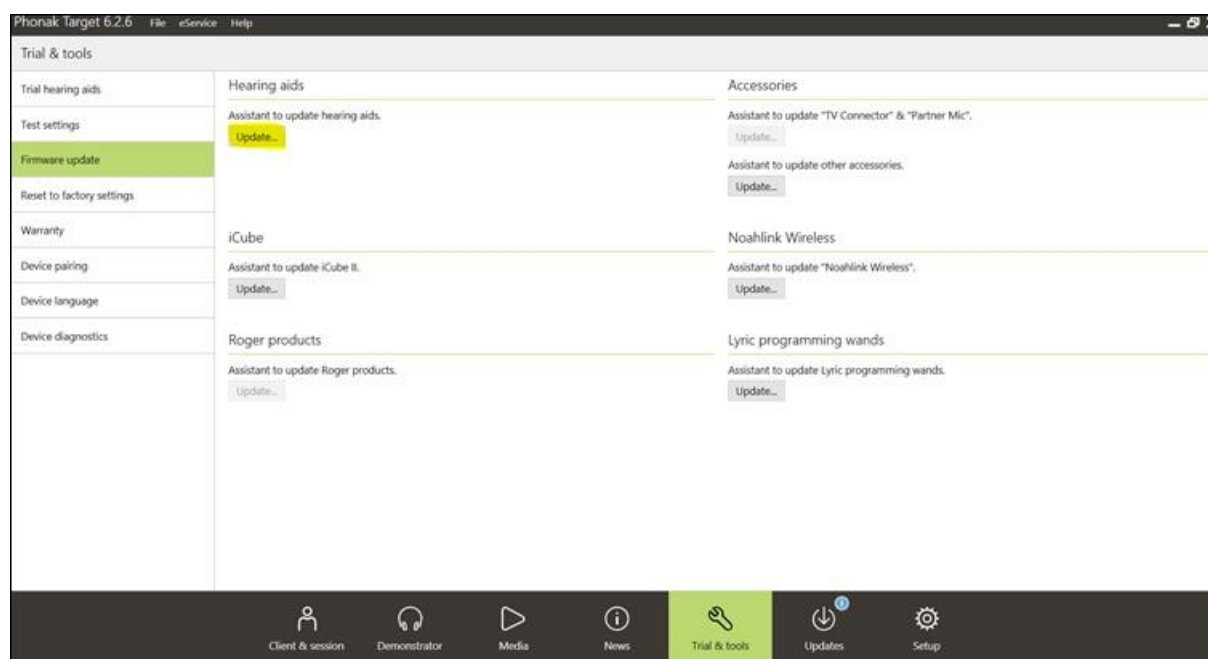 Phonak Target 6.2.6 File eService Help
Trial & tools
Trial hearing aids
Test settings
Firmware update
Reset to factory settings
Warranty
Device pairing
Device language
Device diagnostics
Hearing aids
Assistant to update hearing aids.
Update...
Accessories
Assistant to update "TV Connector" & "Partner Mic".
Update...
Assistant to update other accessories.
Update...
iCube
Assistant to update iCube II.
Update...
Noahlink Wireless
Assistant to update "Noahlink Wireless".
Update...
Roger products
Assistant to update Roger products.
Update...
Lyric programming wands
Assistant to update Lyric programming wands.
Update...
Client & session Demonstrator Media News Trial & tools Updates Setup